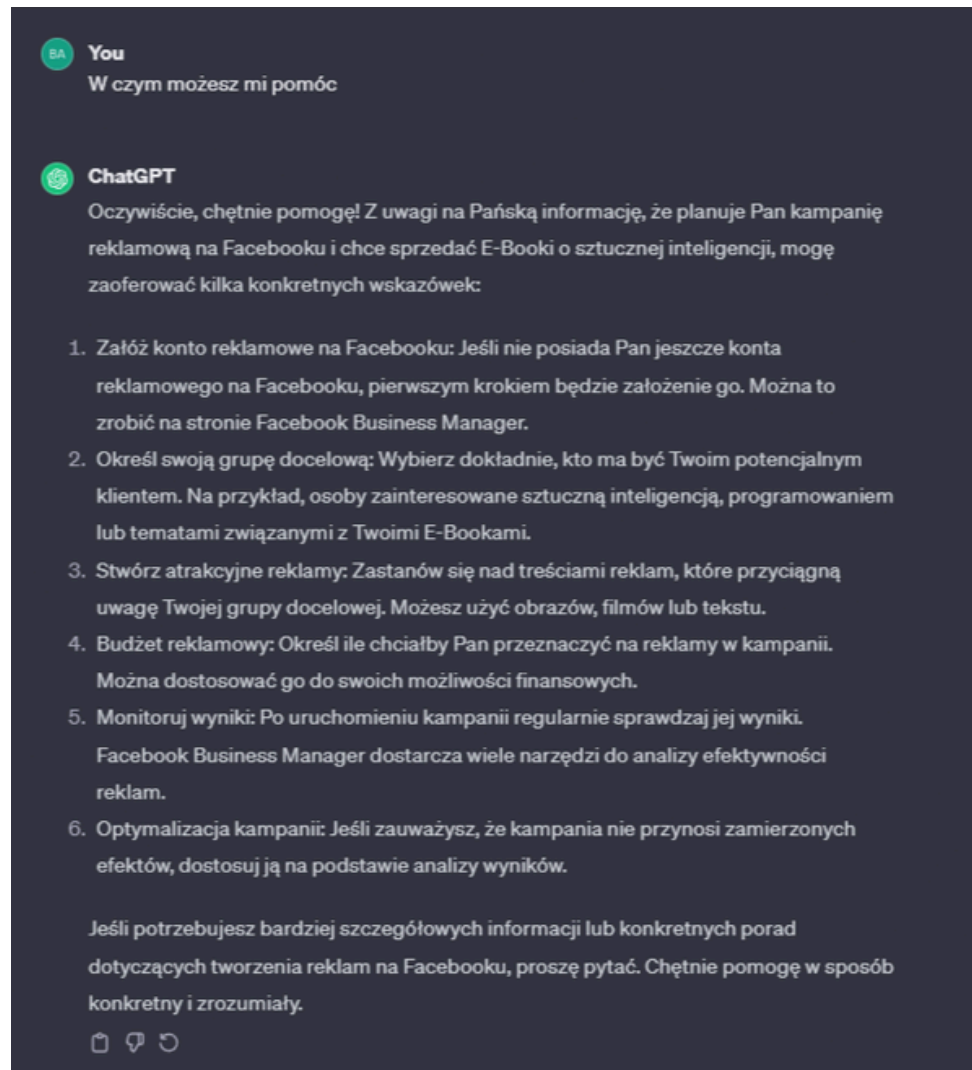 BA You
W czym możesz mi pomóc
ChatGPT
Oczywiście, chętnie pomogę! Z uwagi na Pańską informację, że planuje Pan kampanię
reklamową na Facebooku i chce sprzedać E-Booki o sztucznej inteligencji, mogę
zaoferować kilka konkretnych wskazówek:
1. Załóż konto reklamowe na Facebooku: Jeśli nie posiada Pan jeszcze konta
reklamowego na Facebooku, pierwszym krokiem będzie założenie go. Można to
zrobić na stronie Facebook Business Manager.
2. Określ swoją grupę docelową: Wybierz dokładnie, kto ma być Twoim potencjalnym
klientem. Na przykład, osoby zainteresowane sztuczną inteligencją, programowaniem
lub tematami związanymi z Twoimi E-Bookami.
3. Stwórz atrakcyjne reklamy: Zastanów się nad treściami reklam, które przyciągną
uwagę Twojej grupy docelowej. Możesz użyć obrazów, filmów lub tekstu.
4. Budżet reklamowy: Określ ile chciałby Pan przeznaczyć na reklamy w kampanii.
Można dostosować go do swoich możliwości finansowych.
5. Monitoruj wyniki: Po uruchomieniu kampanii regularnie sprawdzaj jej wyniki.
Facebook Business Manager dostarcza wiele narzędzi do analizy efektywności
reklam.
6. Optymalizacja kampanii: Jeśli zauważysz, że kampania nie przynosi zamierzonych
efektów, dostosuj ją na podstawie analizy wyników.
Jeśli potrzebujesz bardziej szczegółowych informacji lub konkretnych porad
dotyczących tworzenia reklam na Facebooku, proszę pytać. Chętnie pomogę w sposób
konkretny i zrozumiały.